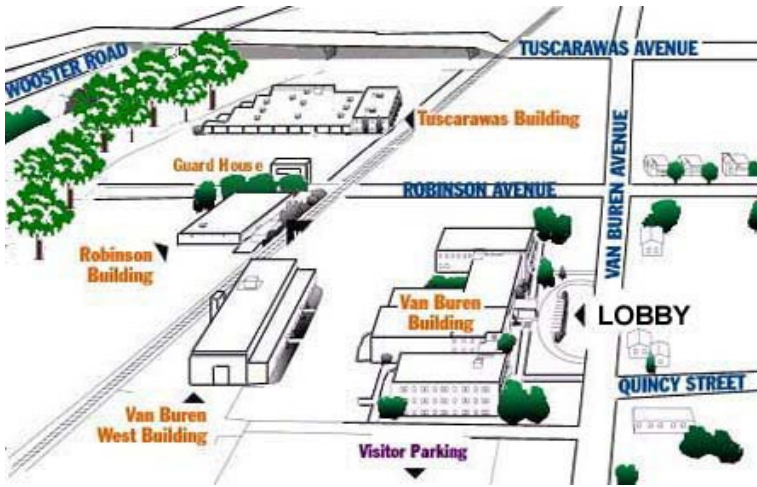 TUSCARAWAS AVENUE
WOOSTER ROAD
Tuscarawas Building
Guard House
ROBINSON AVENUE
VAN BUREN AVENUE
Robinson
Building
Van Buren
Building
LOBBY
QUINCY STREET
Van Buren
West Building
Visitor Parking